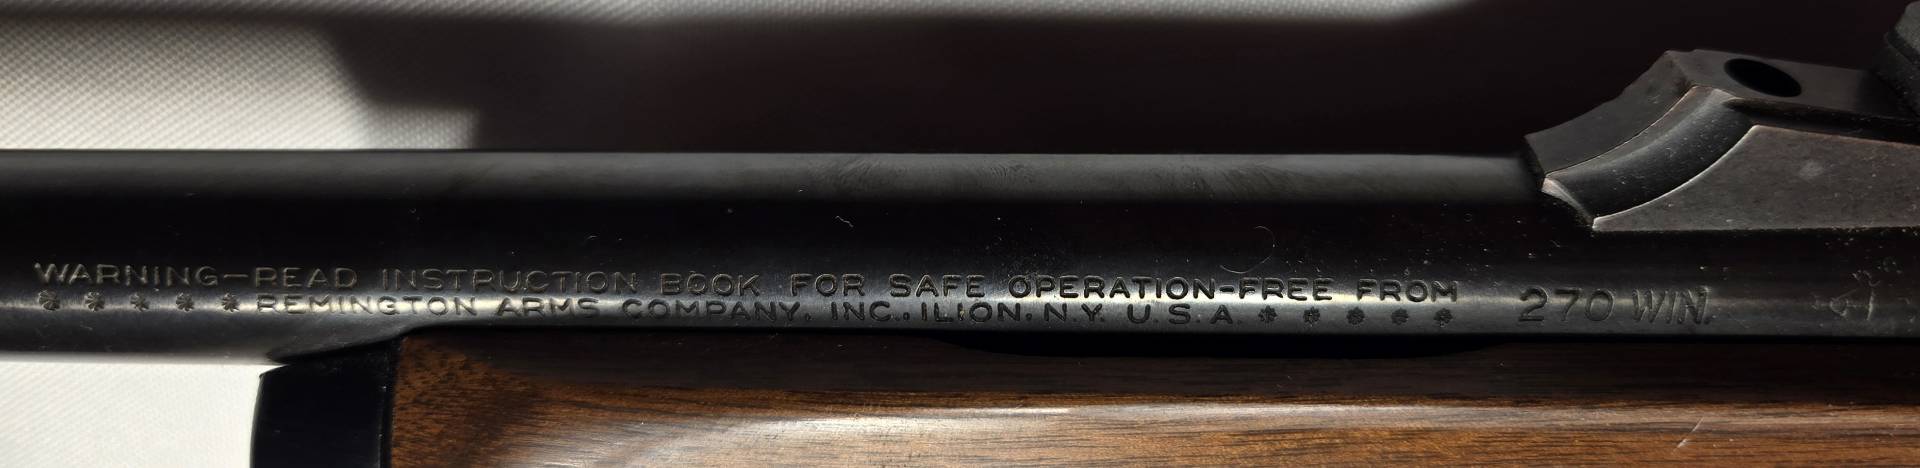 WARNING–READ INSTRUCTION BOOK FOR SAFE OPERATION–FREE FROM
* * * * * REMINGTON ARMS COMPANY, INC., ILION, N.Y. U.S.A. * * * * *
270 WIN.